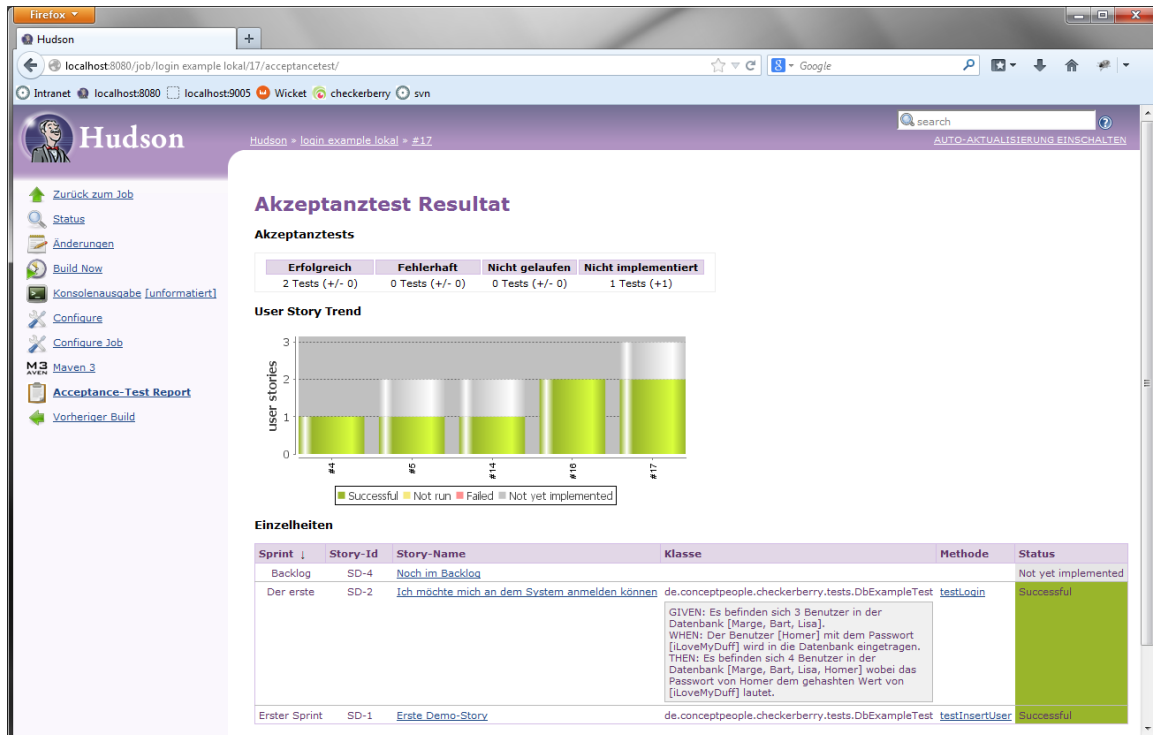 Firefox
Hudson
localhost:8080/job/login example lokal/17/acceptancetest/
Google
Intranet localhost:8080 localhost:9005 Wicket checkerberry svn
Hudson
search
Hudson » login example lokal » #17
AUTO-AKTUALISIERUNG EINSCHALTEN
Zurück zum Job
Status
Änderungen
Build Now
Konsolenausgabe [unformatiert]
Configure
Configure Job
M3 MAVEN Maven 3
Acceptance-Test Report
Vorheriger Build
Akzeptanztest Resultat
Akzeptanztests
Erfolgreich Fehlerhaft Nicht gelaufen Nicht implementiert
2 Tests (+/- 0) 0 Tests (+/- 0) 0 Tests (+/- 0) 1 Tests (+1)
User Story Trend
user stories
3
2
1
0
#4 #5 #14 #16 #17
Successful Not run Failed Not yet implemented
Einzelheiten
Sprint ↓ Story-Id Story-Name Klasse Methode Status
Backlog SD-4 Noch im Backlog Not yet implemented
Der erste SD-2 Ich möchte mich an dem System anmelden können de.conceptpeople.checkerberry.tests.DbExampleTest testLogin Successful
GIVEN: Es befinden sich 3 Benutzer in der
Datenbank [Marge, Bart, Lisa].
WHEN: Der Benutzer [Homer] mit dem Passwort
[iLoveMyDuff] wird in die Datenbank eingetragen.
THEN: Es befinden sich 4 Benutzer in der
Datenbank [Marge, Bart, Lisa, Homer] wobei das
Passwort von Homer dem gehashten Wert von
[iLoveMyDuff] lautet.
Erster Sprint SD-1 Erste Demo-Story de.conceptpeople.checkerberry.tests.DbExampleTest testInsertUser Successful